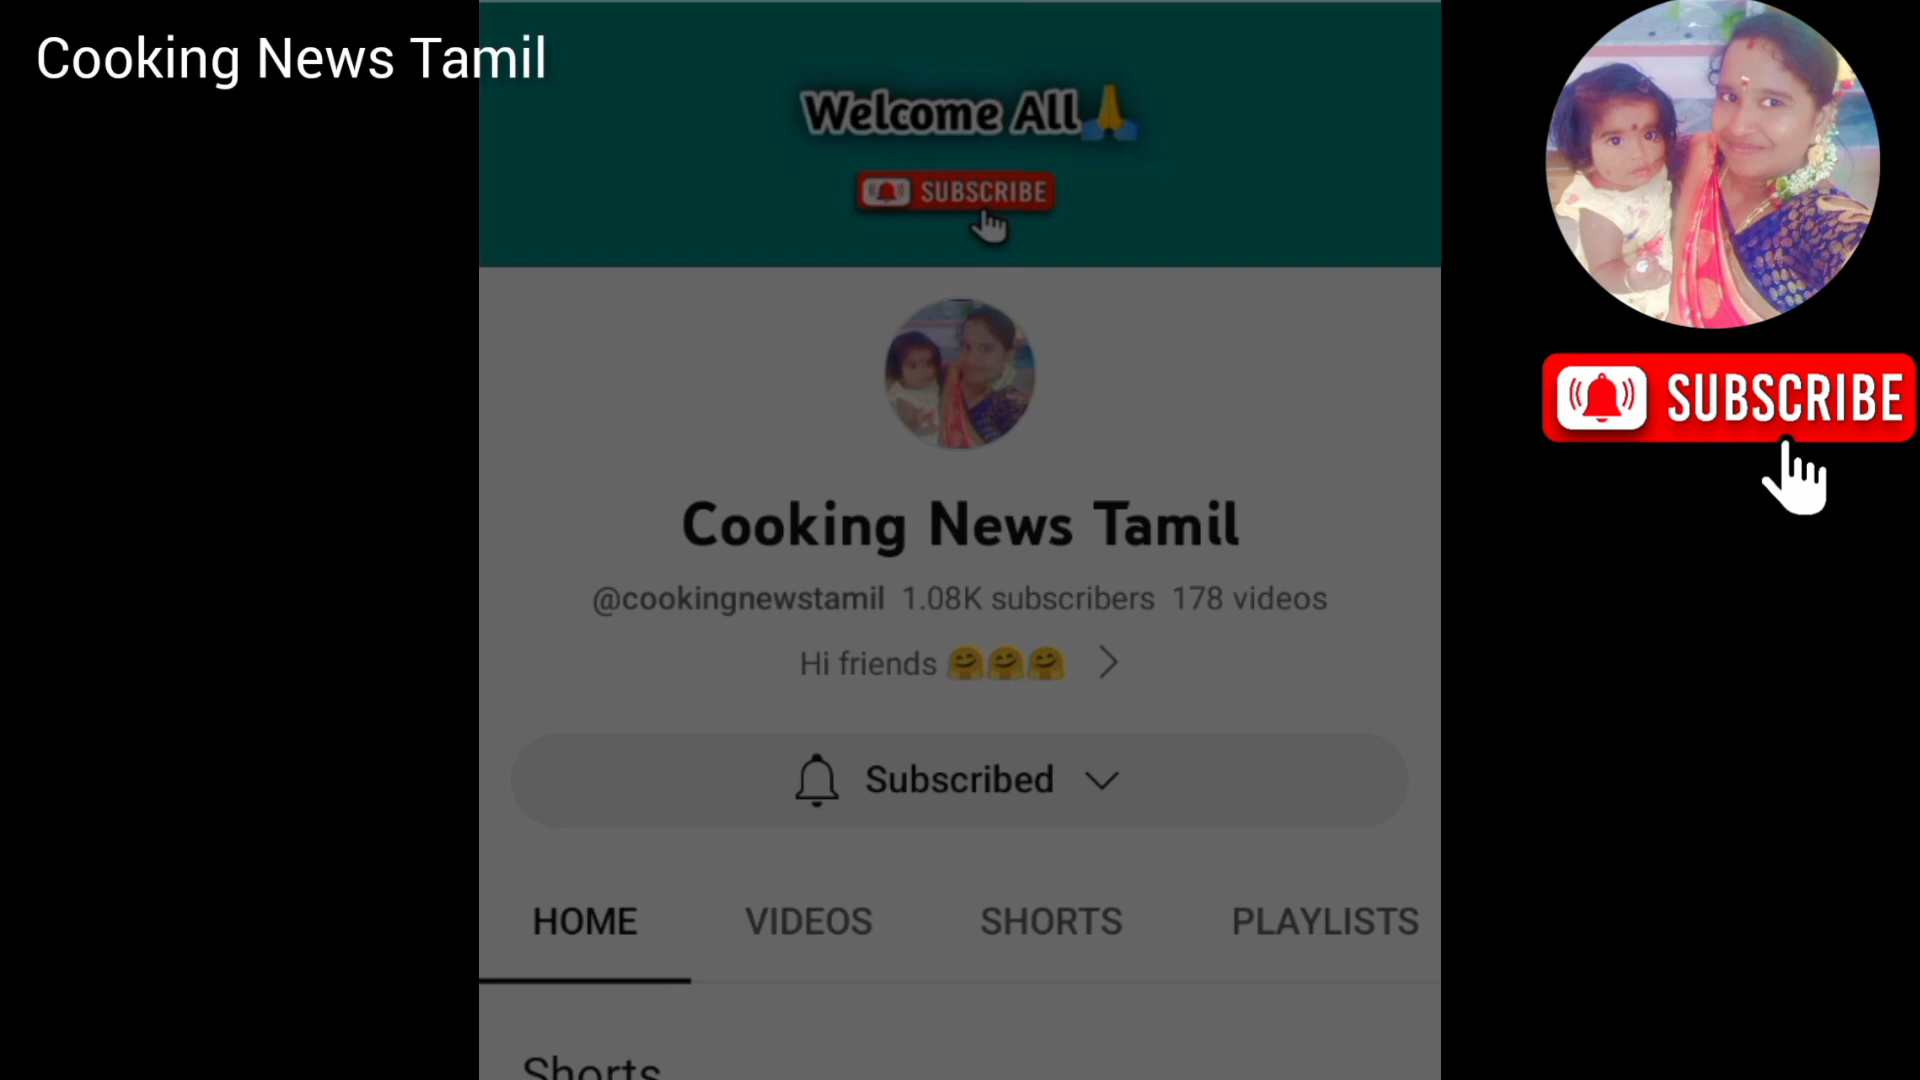 Cooking News Tamil
Welcome All🙏
SUBSCRIBE
SUBSCRIBE
Cooking News Tamil
@cookingnewstamil 1.08K subscribers 178 videos
Hi friends 🤗🤗🤗
Subscribed
HOME VIDEOS SHORTS PLAYLISTS
Shorts